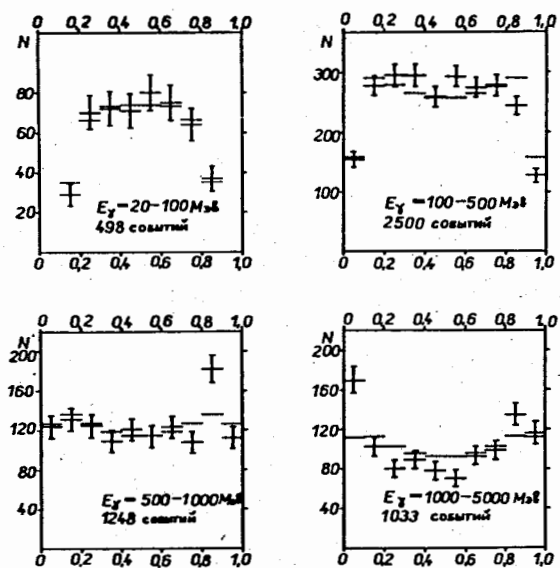 0 0,2 0,4 0,6 0,8 1,0
N
80
60
40
20
E_γ = 20-100 Мэв
498 событий
0 0,2 0,4 0,6 0,8 1,0
0 0,2 0,4 0,6 0,8 1,0
N
300
200
100
E_γ = 100-500 Мэв
2500 событий
0 0,2 0,4 0,6 0,8 1,0
0 0,2 0,4 0,6 0,8 1,0
N
200
160
120
80
40
E_γ = 500-1000 Мэв
1248 событий
0 0,2 0,4 0,6 0,8 1,0
0 0,2 0,4 0,6 0,8 1,0
N
200
160
120
80
40
E_γ = 1000-5000 Мэв
1033 событий
0 0,2 0,4 0,6 0,8 1,0